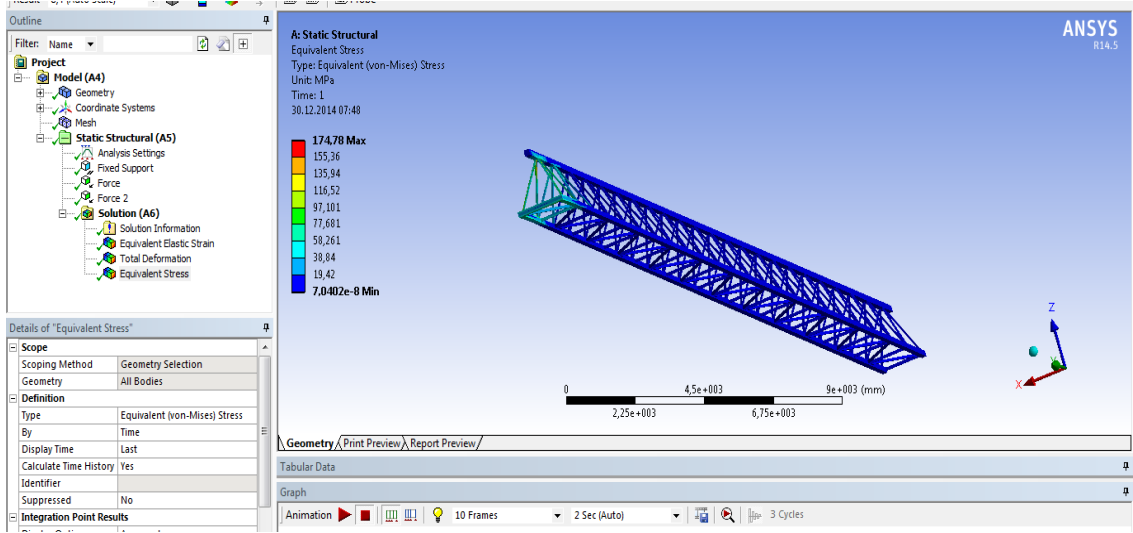 Outline
Filter: Name
Project
Model (A4)
Geometry
Coordinate Systems
Mesh
Static Structural (A5)
Analysis Settings
Fixed Support
Force
Force 2
Solution (A6)
Solution Information
Equivalent Elastic Strain
Total Deformation
Equivalent Stress
Details of "Equivalent Stress"
Scope
Scoping Method Geometry Selection
Geometry All Bodies
Definition
Type Equivalent (von-Mises) Stress
By Time
Display Time Last
Calculate Time History Yes
Identifier
Suppressed No
Integration Point Results
A: Static Structural
Equivalent Stress
Type: Equivalent (von-Mises) Stress
Unit: MPa
Time: 1
30.12.2014 07:48
174,78 Max
155,36
135,94
116,52
97,101
77,681
58,261
38,84
19,42
7,0402e-8 Min
ANSYS
R14.5
Z
X
0 4,5e+003 9e+003 (mm)
2,25e+003 6,75e+003
Geometry Print Preview Report Preview
Tabular Data
Graph
Animation 10 Frames 2 Sec (Auto) 3 Cycles